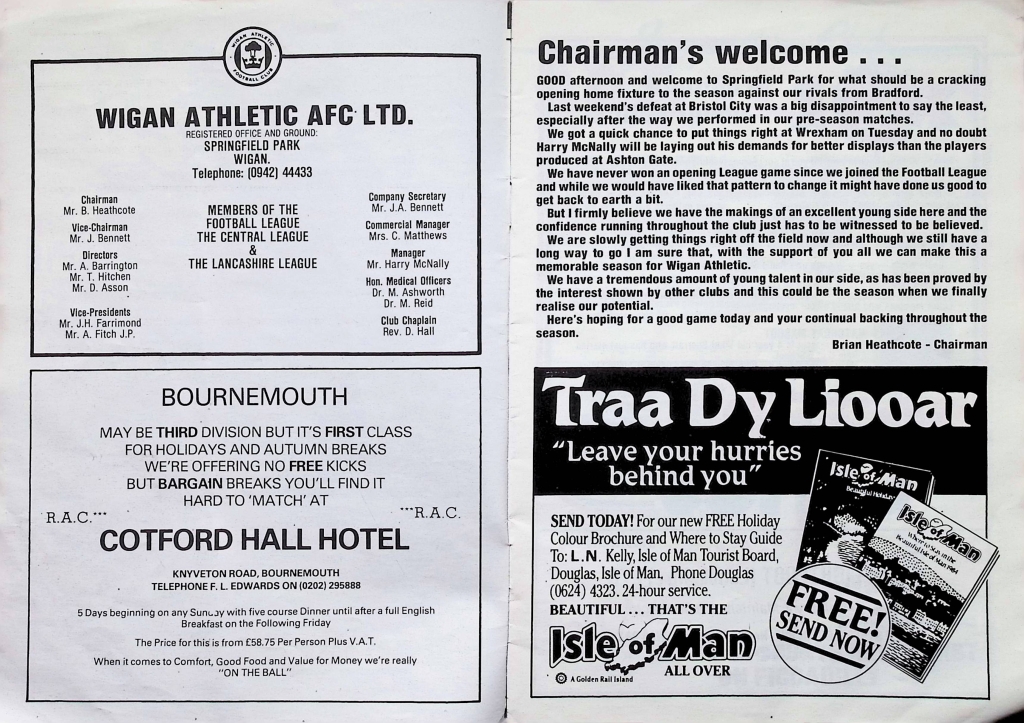 WIGAN ATHLETIC
FOOTBALL CLUB
WIGAN ATHLETIC AFC LTD.
REGISTERED OFFICE AND GROUND:
SPRINGFIELD PARK
WIGAN.
Telephone: (0942) 44433
Chairman
Mr. B. Heathcote
Vice-Chairman
Mr. J. Bennett
Directors
Mr. A. Barrington
Mr. T. Hitchen
Mr. D. Asson
Vice-Presidents
Mr. J.H. Farrimond
Mr. A. Fitch J.P.
MEMBERS OF THE
FOOTBALL LEAGUE
THE CENTRAL LEAGUE
&
THE LANCASHIRE LEAGUE
Company Secretary
Mr. J.A. Bennett
Commercial Manager
Mrs. C. Matthews
Manager
Mr. Harry McNally
Hon. Medical Officers
Dr. M. Ashworth
Dr. M. Reid
Club Chaplain
Rev. D. Hall
BOURNEMOUTH
MAY BE THIRD DIVISION BUT IT'S FIRST CLASS
FOR HOLIDAYS AND AUTUMN BREAKS
WE'RE OFFERING NO FREE KICKS
BUT BARGAIN BREAKS YOU'LL FIND IT
HARD TO 'MATCH' AT
R.A.C.*** ***R.A.C.
COTFORD HALL HOTEL
KNYVETON ROAD, BOURNEMOUTH
TELEPHONE F. L. EDWARDS ON (0202) 295888
5 Days beginning on any Sunday with five course Dinner until after a full English
Breakfast on the Following Friday
The Price for this is from £58.75 Per Person Plus V.A.T.
When it comes to Comfort, Good Food and Value for Money we're really
"ON THE BALL"
Chairman's welcome . . .
GOOD afternoon and welcome to Springfield Park for what should be a cracking
opening home fixture to the season against our rivals from Bradford.
Last weekend's defeat at Bristol City was a big disappointment to say the least,
especially after the way we performed in our pre-season matches.
We got a quick chance to put things right at Wrexham on Tuesday and no doubt
Harry McNally will be laying out his demands for better displays than the players
produced at Ashton Gate.
We have never won an opening League game since we joined the Football League
and while we would have liked that pattern to change it might have done us good to
get back to earth a bit.
But I firmly believe we have the makings of an excellent young side here and the
confidence running throughout the club just has to be witnessed to be believed.
We are slowly getting things right off the field now and although we still have a
long way to go I am sure that, with the support of you all we can make this a
memorable season for Wigan Athletic.
We have a tremendous amount of young talent in our side, as has been proved by
the interest shown by other clubs and this could be the season when we finally
realise our potential.
Here's hoping for a good game today and your continual backing throughout the
season.
Brian Heathcote - Chairman
Traa Dy Liooar
"Leave your hurries
behind you"
SEND TODAY! For our new FREE Holiday
Colour Brochure and Where to Stay Guide
To: L.N. Kelly, Isle of Man Tourist Board,
Douglas, Isle of Man. Phone Douglas
(0624) 4323. 24-hour service.
BEAUTIFUL ... THAT'S THE
Isle of Man
ALL OVER
A Golden Rail Island
Isle of Man
Beautiful Holiday
Isle of Man
Where to Stay in the
Beautiful Isle of Man 1984
FREE!
SEND NOW